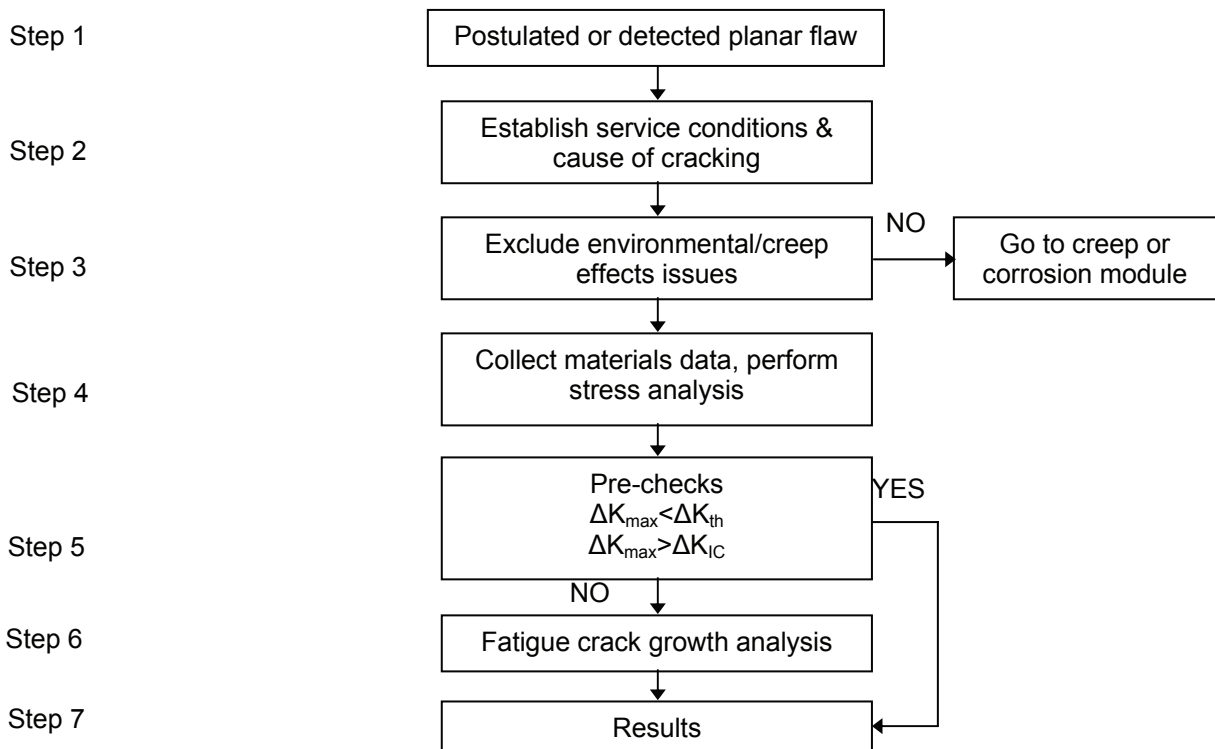 Step 1
Postulated or detected planar flaw
Step 2
Establish service conditions &
cause of cracking
Step 3
Exclude environmental/creep
effects issues
NO
Go to creep or
corrosion module
Step 4
Collect materials data, perform
stress analysis
Step 5
Pre-checks
ΔKmax<ΔKth
ΔKmax>ΔKIC
YES
NO
Step 6
Fatigue crack growth analysis
Step 7
Results